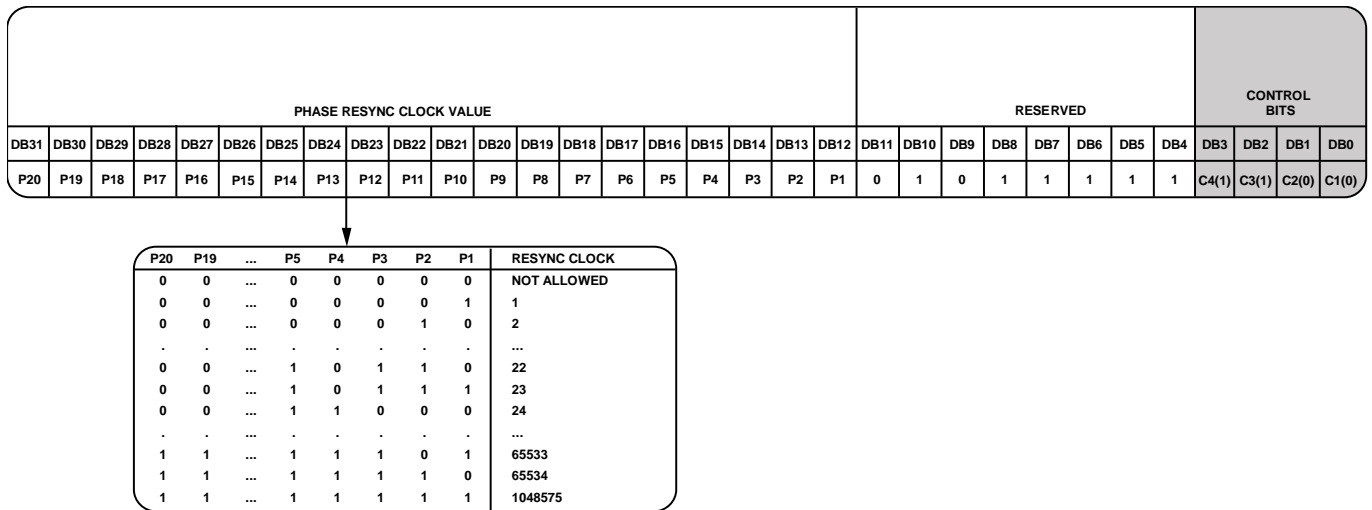 PHASE RESYNC CLOCK VALUE RESERVED CONTROL
BITS
DB31 DB30 DB29 DB28 DB27 DB26 DB25 DB24 DB23 DB22 DB21 DB20 DB19 DB18 DB17 DB16 DB15 DB14 DB13 DB12 DB11 DB10 DB9 DB8 DB7 DB6 DB5 DB4 DB3 DB2 DB1 DB0
P20 P19 P18 P17 P16 P15 P14 P13 P12 P11 P10 P9 P8 P7 P6 P5 P4 P3 P2 P1 0 1 0 1 1 1 1 1 C4(1) C3(1) C2(0) C1(0)
P20 P19 ... P5 P4 P3 P2 P1 RESYNC CLOCK
0 0 ... 0 0 0 0 0 NOT ALLOWED
0 0 ... 0 0 0 0 1 1
0 0 ... 0 0 0 1 0 2
. . ... . . . . . ...
0 0 ... 1 0 1 1 0 22
0 0 ... 1 0 1 1 1 23
0 0 ... 1 1 0 0 0 24
. . ... . . . . . ...
1 1 ... 1 1 1 0 1 65533
1 1 ... 1 1 1 1 0 65534
1 1 ... 1 1 1 1 1 1048575